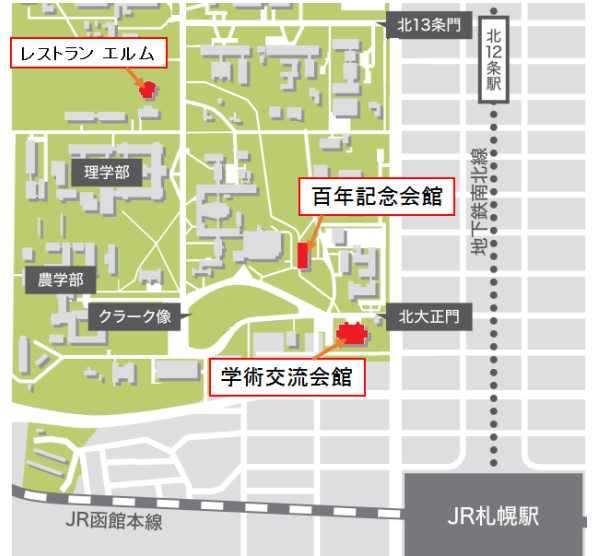 北13条門
北12条駅
レストラン エルム
理学部
百年記念会館
地下鉄南北線
農学部
クラーク像
北大正門
学術交流会館
JR函館本線
JR札幌駅